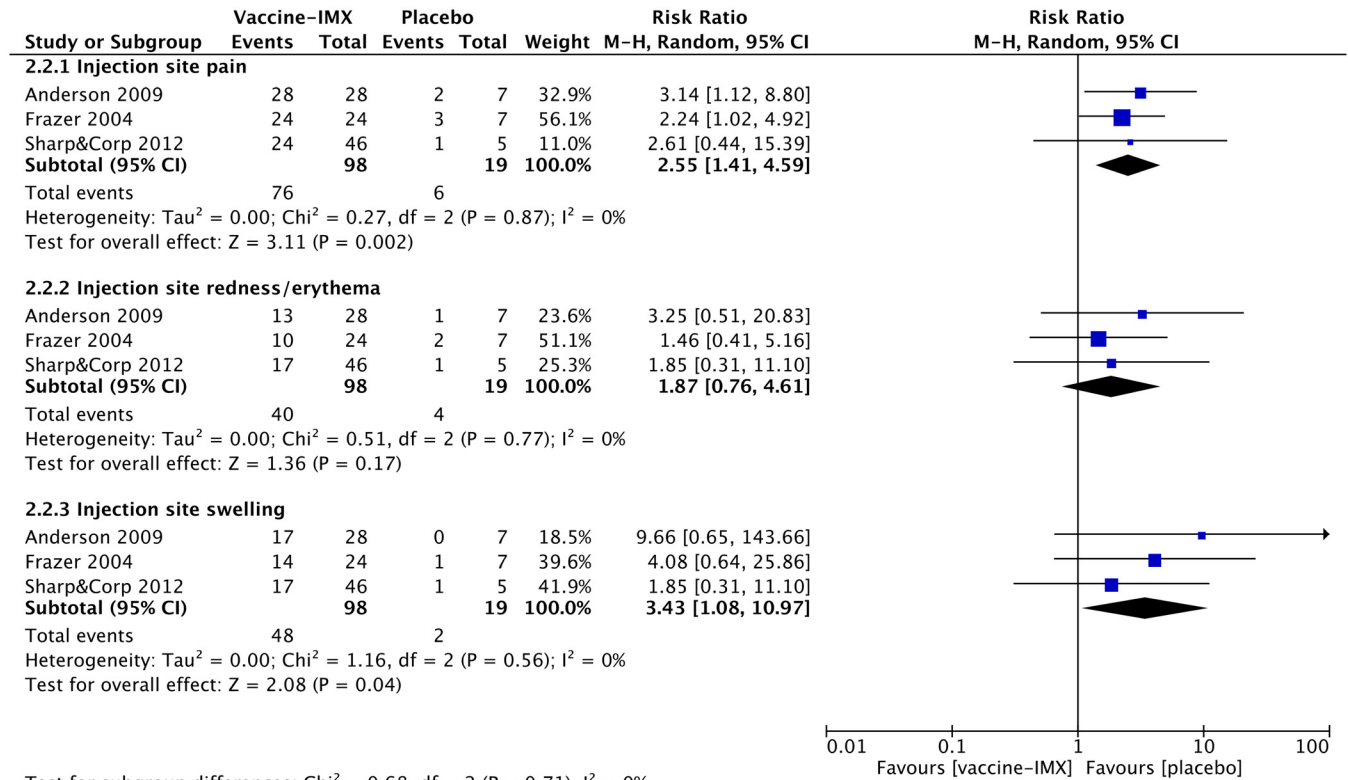 Vaccine-IMX Placebo Risk Ratio Risk Ratio
Study or Subgroup Events Total Events Total Weight M-H, Random, 95% CI M-H, Random, 95% CI
2.2.1 Injection site pain
Anderson 2009 28 28 2 7 32.9% 3.14 [1.12, 8.80]
Frazer 2004 24 24 3 7 56.1% 2.24 [1.02, 4.92]
Sharp&Corp 2012 24 46 1 5 11.0% 2.61 [0.44, 15.39]
Subtotal (95% CI) 98 19 100.0% 2.55 [1.41, 4.59]
Total events 76 6
Heterogeneity: Tau² = 0.00; Chi² = 0.27, df = 2 (P = 0.87); I² = 0%
Test for overall effect: Z = 3.11 (P = 0.002)
2.2.2 Injection site redness/erythema
Anderson 2009 13 28 1 7 23.6% 3.25 [0.51, 20.83]
Frazer 2004 10 24 2 7 51.1% 1.46 [0.41, 5.16]
Sharp&Corp 2012 17 46 1 5 25.3% 1.85 [0.31, 11.10]
Subtotal (95% CI) 98 19 100.0% 1.87 [0.76, 4.61]
Total events 40 4
Heterogeneity: Tau² = 0.00; Chi² = 0.51, df = 2 (P = 0.77); I² = 0%
Test for overall effect: Z = 1.36 (P = 0.17)
2.2.3 Injection site swelling
Anderson 2009 17 28 0 7 18.5% 9.66 [0.65, 143.66]
Frazer 2004 14 24 1 7 39.6% 4.08 [0.64, 25.86]
Sharp&Corp 2012 17 46 1 5 41.9% 1.85 [0.31, 11.10]
Subtotal (95% CI) 98 19 100.0% 3.43 [1.08, 10.97]
Total events 48 2
Heterogeneity: Tau² = 0.00; Chi² = 1.16, df = 2 (P = 0.56); I² = 0%
Test for overall effect: Z = 2.08 (P = 0.04)
0.01 0.1 1 10 100
Favours [vaccine-IMX] Favours [placebo]
Test for subgroup differences: Chi² = 0.68, df = 2 (P = 0.71), I² = 0%